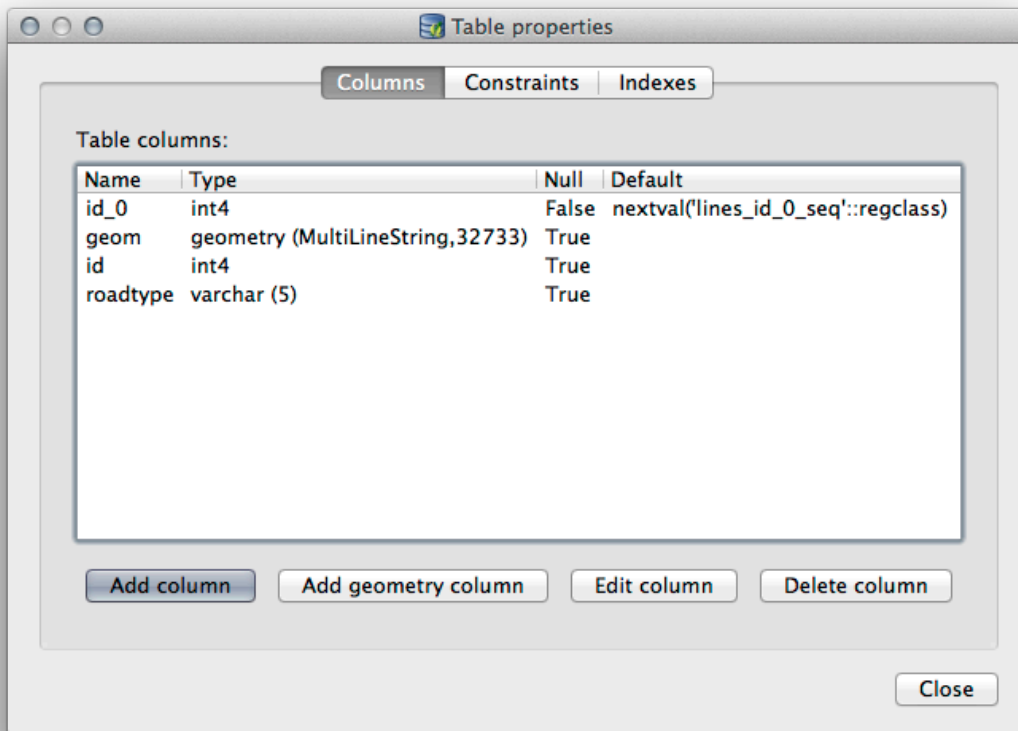 Table properties
Columns Constraints Indexes
Table columns:
Name Type Null Default
id_0 int4 False nextval('lines_id_0_seq'::regclass)
geom geometry (MultiLineString,32733) True
id int4 True
roadtype varchar (5) True
Add column Add geometry column Edit column Delete column
Close